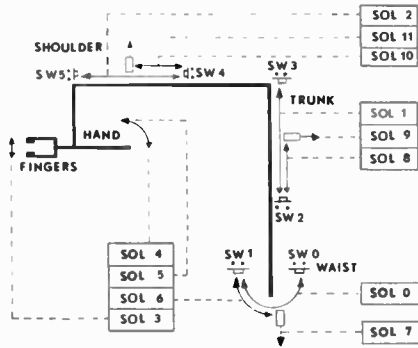 SOL 2
SHOULDER
SOL 11
SOL 10
SW5
SW4
SW3
TRUNK
SOL 1
SOL 9
SOL 8
HAND
FINGERS
SW2
SOL 4
SOL 5
SOL 6
SOL 3
SW1
SW0
WAIST
SOL 0
SOL 7